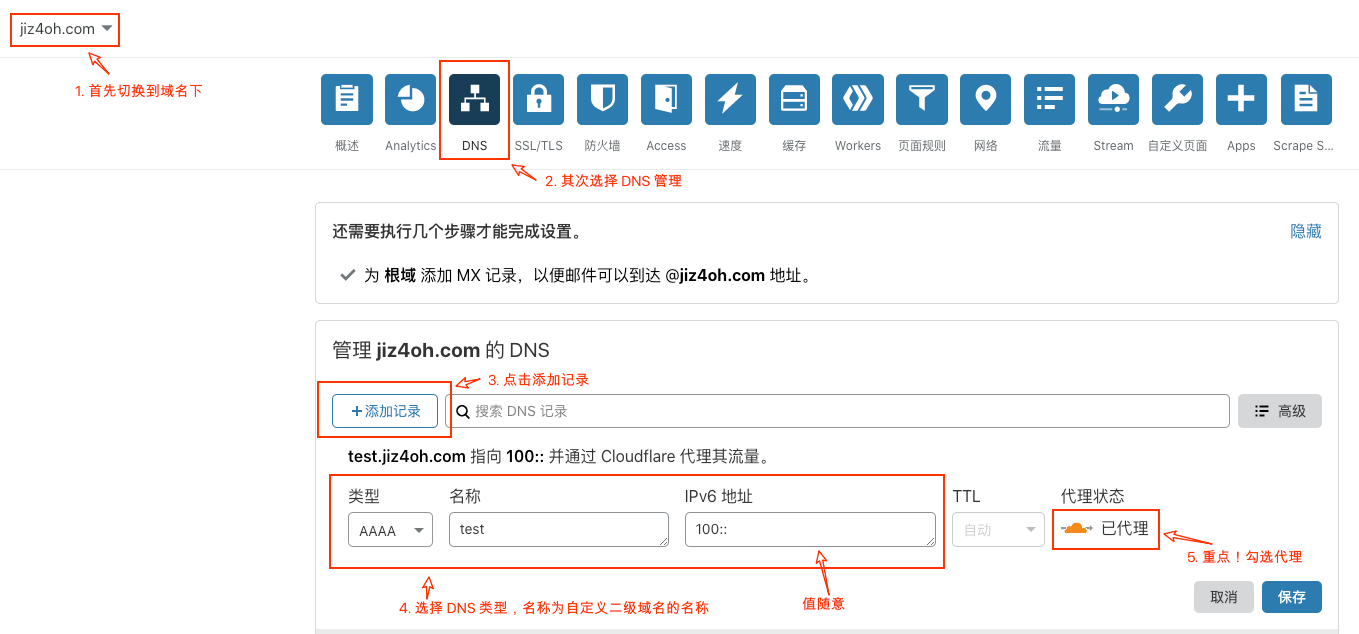 jiz4oh.com
1. 首先切换到域名下
概述
Analytics
DNS
SSL/TLS
防火墙
Access
速度
缓存
Workers
页面规则
网络
流量
Stream
自定义页面
Apps
Scrape S...
2. 其次选择 DNS 管理
还需要执行几个步骤才能完成设置。
隐藏
为 根域 添加 MX 记录，以便邮件可以到达 @jiz4oh.com 地址。
管理 jiz4oh.com 的 DNS
3. 点击添加记录
+添加记录
搜索 DNS 记录
高级
test.jiz4oh.com 指向 100:: 并通过 Cloudflare 代理其流量。
类型
名称
IPv6 地址
TTL
代理状态
AAAA
test
100::
自动
已代理
5. 重点！勾选代理
4. 选择 DNS 类型，名称为自定义二级域名的名称
值随意
取消
保存